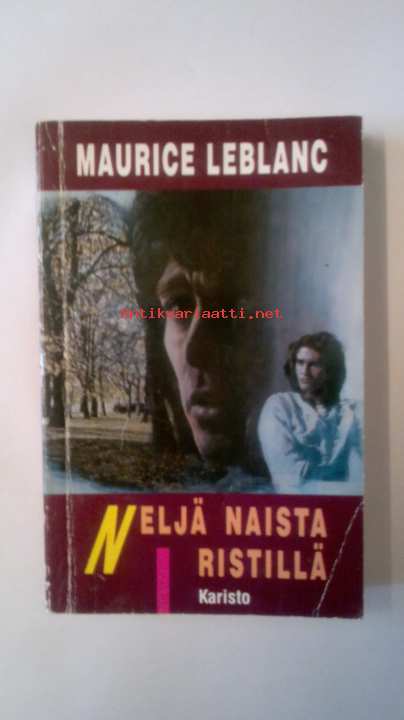 MAURICE LEBLANC
antikvariaatti.net
NELJÄ NAISTA
RISTILLÄ
Karisto